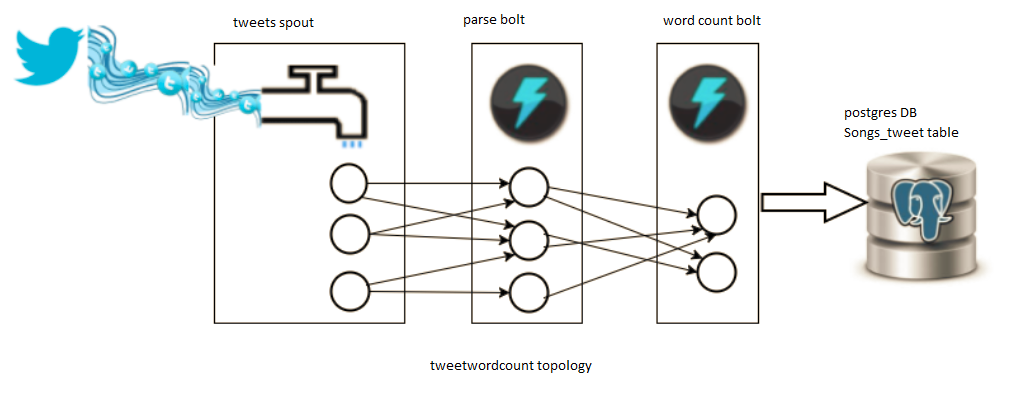 tweets spout
parse bolt
word count bolt
postgres DB
Songs_tweet table
tweetwordcount topology